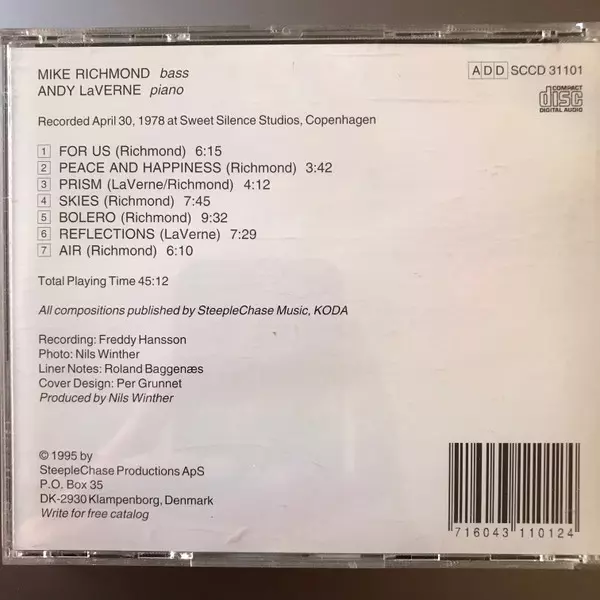 MIKE RICHMOND bass
ANDY LaVERNE piano
ADD SCCD 31101
COMPACT
disc
DIGITAL AUDIO
Recorded April 30, 1978 at Sweet Silence Studios, Copenhagen
1 FOR US (Richmond) 6:15
2 PEACE AND HAPPINESS (Richmond) 3:42
3 PRISM (LaVerne/Richmond) 4:12
4 SKIES (Richmond) 7:45
5 BOLERO (Richmond) 9:32
6 REFLECTIONS (LaVerne) 7:29
7 AIR (Richmond) 6:10
Total Playing Time 45:12
All compositions published by SteepleChase Music, KODA
Recording: Freddy Hansson
Photo: Nils Winther
Liner Notes: Roland Baggenæs
Cover Design: Per Grunnet
Produced by Nils Winther
© 1995 by
SteepleChase Productions ApS
P.O. Box 35
DK-2930 Klampenborg, Denmark
Write for free catalog
716043 110124